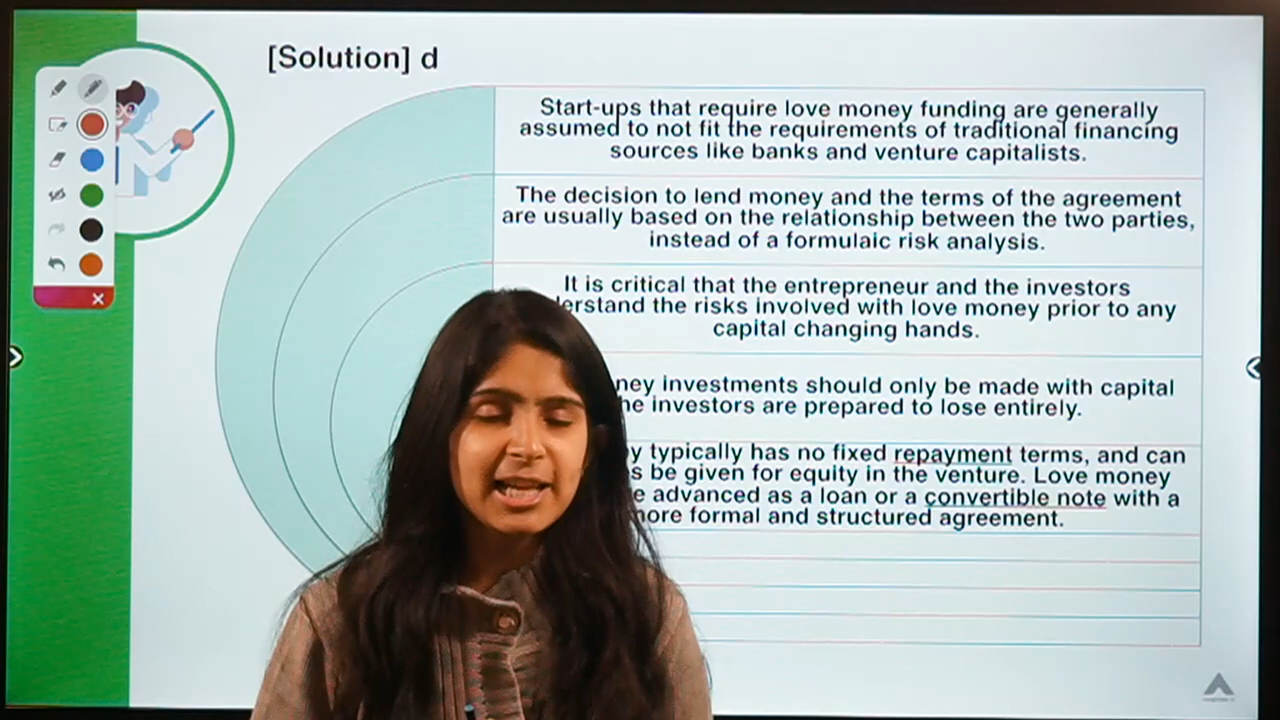 [Solution] d
Start-ups that require love money funding are generally
assumed to not fit the requirements of traditional financing
sources like banks and venture capitalists.
The decision to lend money and the terms of the agreement
are usually based on the relationship between the two parties,
instead of a formulaic risk analysis.
It is critical that the entrepreneur and the investors
the risks involved with love money prior to any
capital changing hands.
investments should only be made with capital
investors are prepared to lose entirely.
typically has no fixed repayment terms, and can
be given for equity in the venture. Love money
advanced as a loan or a convertible note with a
formal and structured agreement.